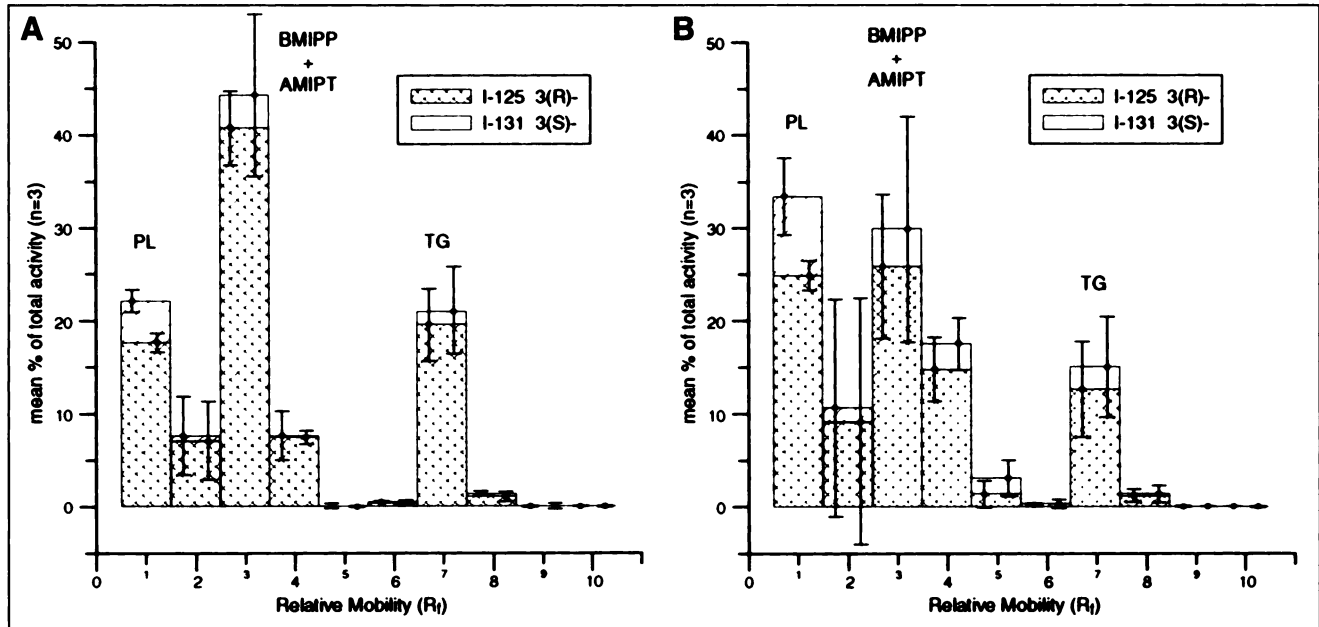 A
BMIPP
+
AMIPT
I-125 3(R)-
I-131 3(S)-
PL
TG
mean % of total activity (n=3)
50
40
30
20
10
0
0 1 2 3 4 5 6 7 8 9 10
Relative Mobility (Rf)
B
BMIPP
+
AMIPT
I-125 3(R)-
I-131 3(S)-
PL
TG
mean % of total activity (n=3)
50
40
30
20
10
0
0 1 2 3 4 5 6 7 8 9 10
Relative Mobility (Rf)